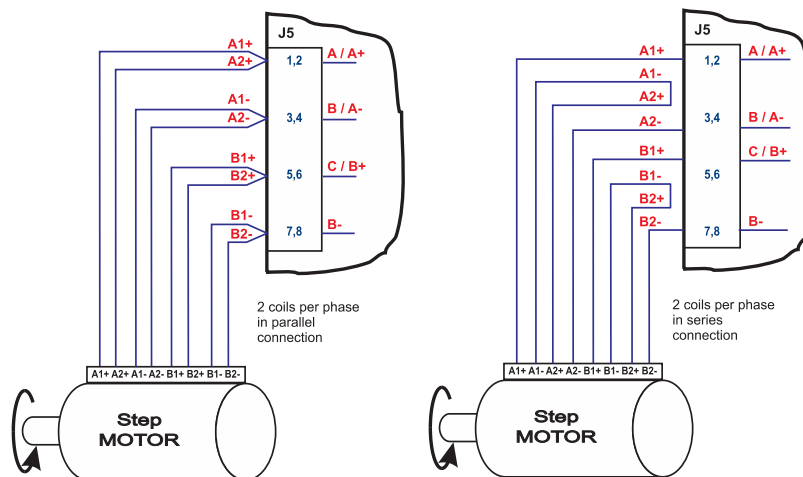 J5
A1+
A2+
1,2
A / A+
A1-
A2-
3,4
B / A-
B1+
B2+
5,6
C / B+
B1-
B2-
7,8
B-
2 coils per phase
in parallel
connection
A1+ A2+ A1- A2- B1+ B2+ B1- B2-
Step
MOTOR
J5
A1+
1,2
A / A+
A1-
A2+
A2-
3,4
B / A-
B1+
C / B+
B1-
5,6
B2+
B2-
7,8
B-
2 coils per phase
in series
connection
A1+ A1- A2+ A2- B1+ B1- B2+ B2-
Step
MOTOR